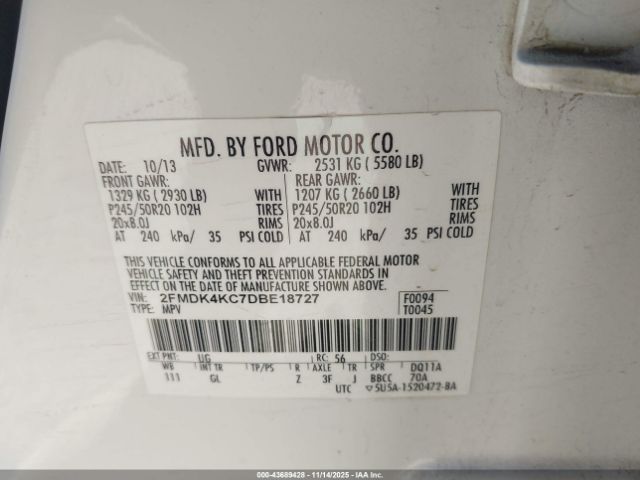 MFD. BY FORD MOTOR CO.
DATE: 10/13 GVWR: 2531 KG ( 5580 LB)
FRONT GAWR: REAR GAWR:
1329 KG ( 2930 LB) WITH 1207 KG ( 2660 LB) WITH
P245/50R20 102H TIRES P245/50R20 102H TIRES
20x8.0J RIMS 20x8.0J RIMS
AT 240 kPa/ 35 PSI COLD AT 240 kPa/ 35 PSI COLD
THIS VEHICLE CONFORMS TO ALL APPLICABLE FEDERAL MOTOR
VEHICLE SAFETY AND THEFT PREVENTION STANDARDS IN
EFFECT ON THE DATE OF MANUFACTURE SHOWN ABOVE.
VIN: 2FMDK4KC7DBE18727 F0094
TYPE: MPV T0045
EXT PNT: UG RC: 56 DSO:
WB INT TR TP/PS R AXLE TR SPR DQ11A
111 GL Z 3F J BBCC 70A
UTC 5U5A-1520472-BA
000-43689428 - 11/14/2025 - IAAI.COM